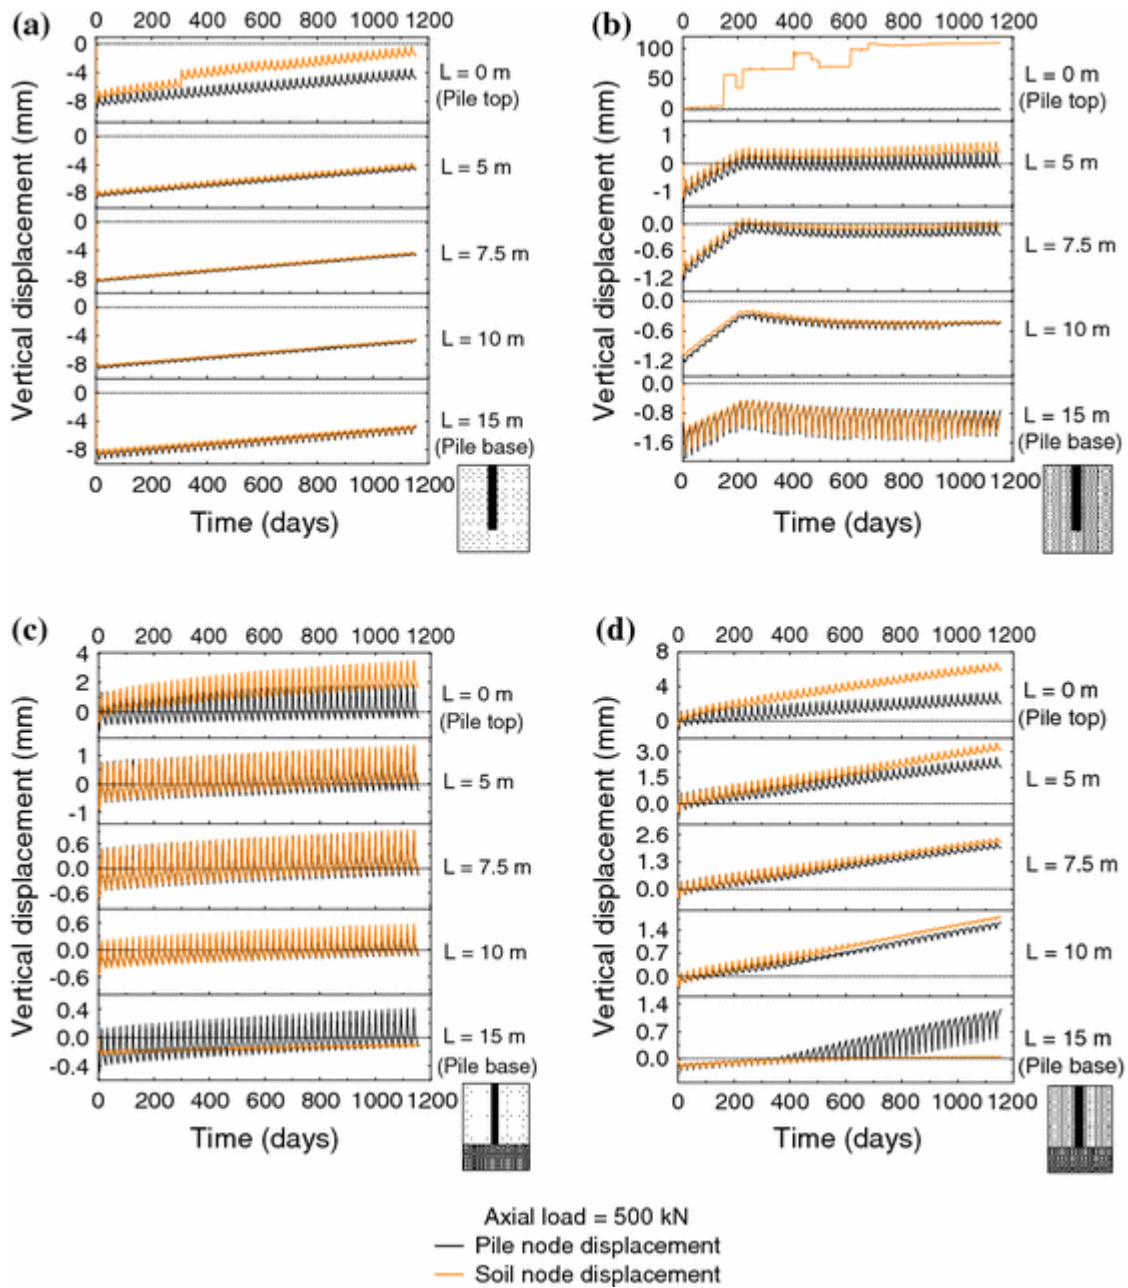 (a)
0 200 400 600 800 1000 1200
Vertical displacement (mm)
0
-4
-8
L = 0 m
(Pile top)
0
-4
-8
L = 5 m
0
-4
-8
L = 7.5 m
0
-4
-8
L = 10 m
0
-4
-8
L = 15 m
(Pile base)
0 200 400 600 800 1000 1200
Time (days)
(b)
0 200 400 600 800 1000 1200
Vertical displacement (mm)
100
50
0
L = 0 m
(Pile top)
1
0
-1
L = 5 m
0.0
-0.6
-1.2
L = 7.5 m
0.0
-0.6
-1.2
L = 10 m
0.0
-0.8
-1.6
L = 15 m
(Pile base)
0 200 400 600 800 1000 1200
Time (days)
(c)
0 200 400 600 800 1000 1200
Vertical displacement (mm)
4
2
0
L = 0 m
(Pile top)
1
0
-1
L = 5 m
0.6
0.0
-0.6
L = 7.5 m
0.6
0.0
-0.6
L = 10 m
0.4
0.0
-0.4
L = 15 m
(Pile base)
0 200 400 600 800 1000 1200
Time (days)
(d)
0 200 400 600 800 1000 1200
Vertical displacement (mm)
8
4
0
L = 0 m
(Pile top)
3.0
1.5
0.0
L = 5 m
2.6
1.3
0.0
L = 7.5 m
1.4
0.7
0.0
L = 10 m
1.4
0.7
0.0
L = 15 m
(Pile base)
0 200 400 600 800 1000 1200
Time (days)
Axial load = 500 kN
Pile node displacement
Soil node displacement